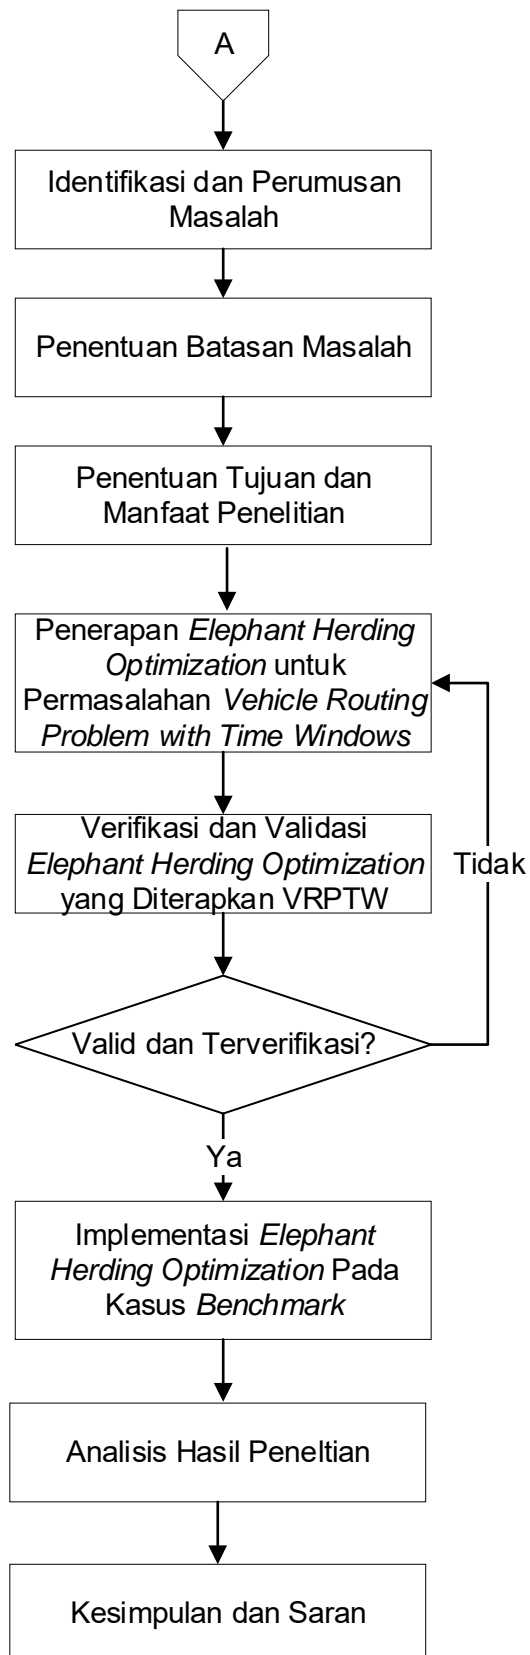 A
Identifikasi dan Perumusan
Masalah
Penentuan Batasan Masalah
Penentuan Tujuan dan
Manfaat Penelitian
Penerapan Elephant Herding
Optimization untuk
Permasalahan Vehicle Routing
Problem with Time Windows
Verifikasi dan Validasi
Elephant Herding Optimization
yang Diterapkan VRPTW
Tidak
Valid dan Terverifikasi?
Ya
Implementasi Elephant
Herding Optimization Pada
Kasus Benchmark
Analisis Hasil Peneltian
Kesimpulan dan Saran